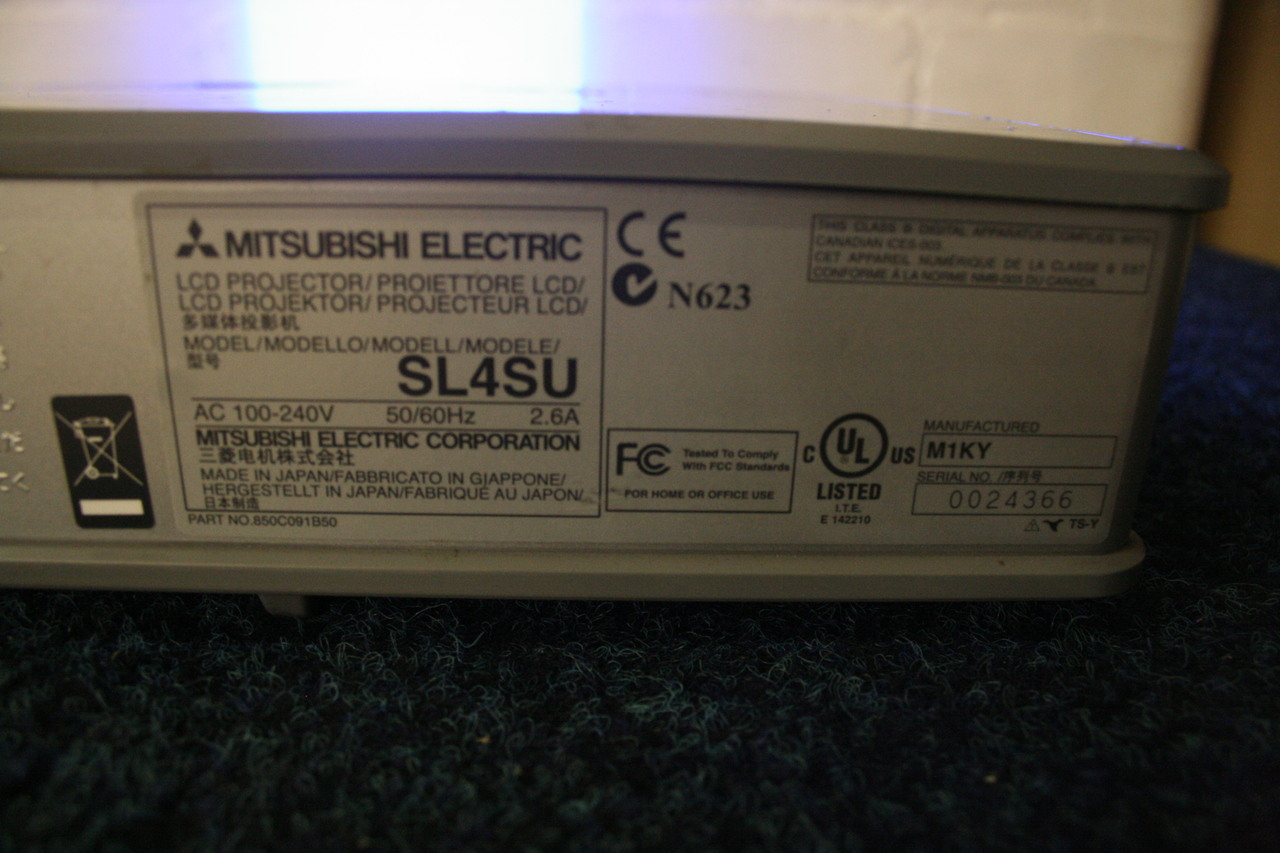 MITSUBISHI ELECTRIC
LCD PROJECTOR/ PROIETTORE LCD/
LCD PROJEKTOR/ PROJECTEUR LCD/
多媒体投影机
MODEL/MODELLO/MODELL/MODELE/
型号
SL4SU
AC 100-240V 50/60Hz 2.6A
MITSUBISHI ELECTRIC CORPORATION
三菱电机株式会社
MADE IN JAPAN/FABBRICATO IN GIAPPONE/
HERGESTELLT IN JAPAN/FABRIQUÉ AU JAPON/
日本制造
PART NO.850C091B50
CE
N623
FC
Tested To Comply
With FCC Standards
FOR HOME OR OFFICE USE
THIS CLASS B DIGITAL APPARATUS COMPLIES WITH
CANADIAN ICES-003.
CET APPAREIL NUMÉRIQUE DE LA CLASSE B EST
CONFORME À LA NORME NMB-003 DU CANADA.
C UL US
LISTED
I.T.E.
E 142210
MANUFACTURED
M1KY
SERIAL NO. /序列号
0024366
TS-Y